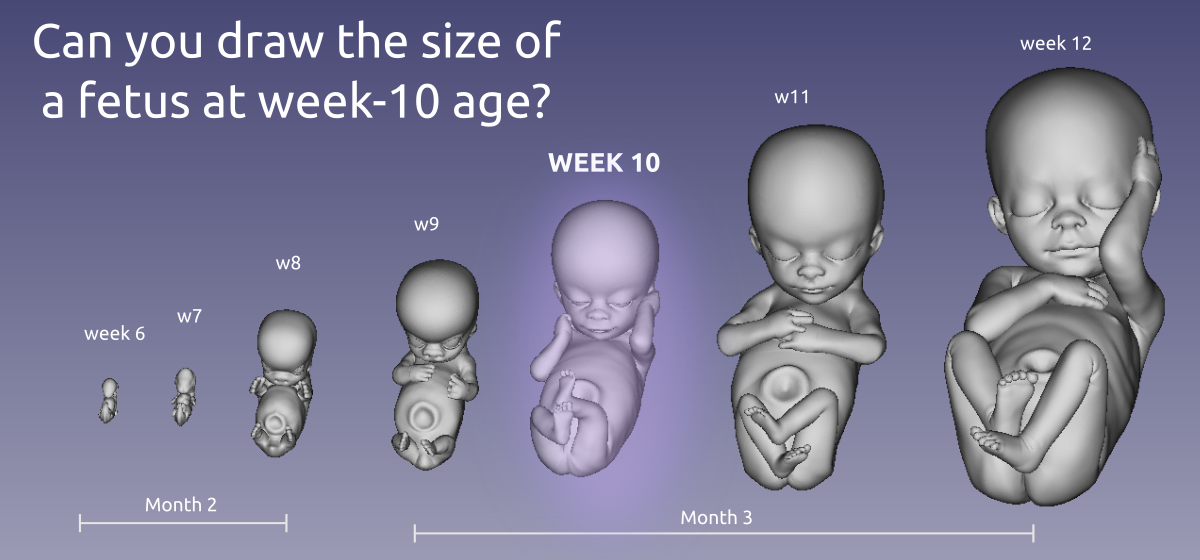 Can you draw the size of
a fetus at week-10 age?
week 6
w7
w8
w9
WEEK 10
w11
week 12
Month 2
Month 3